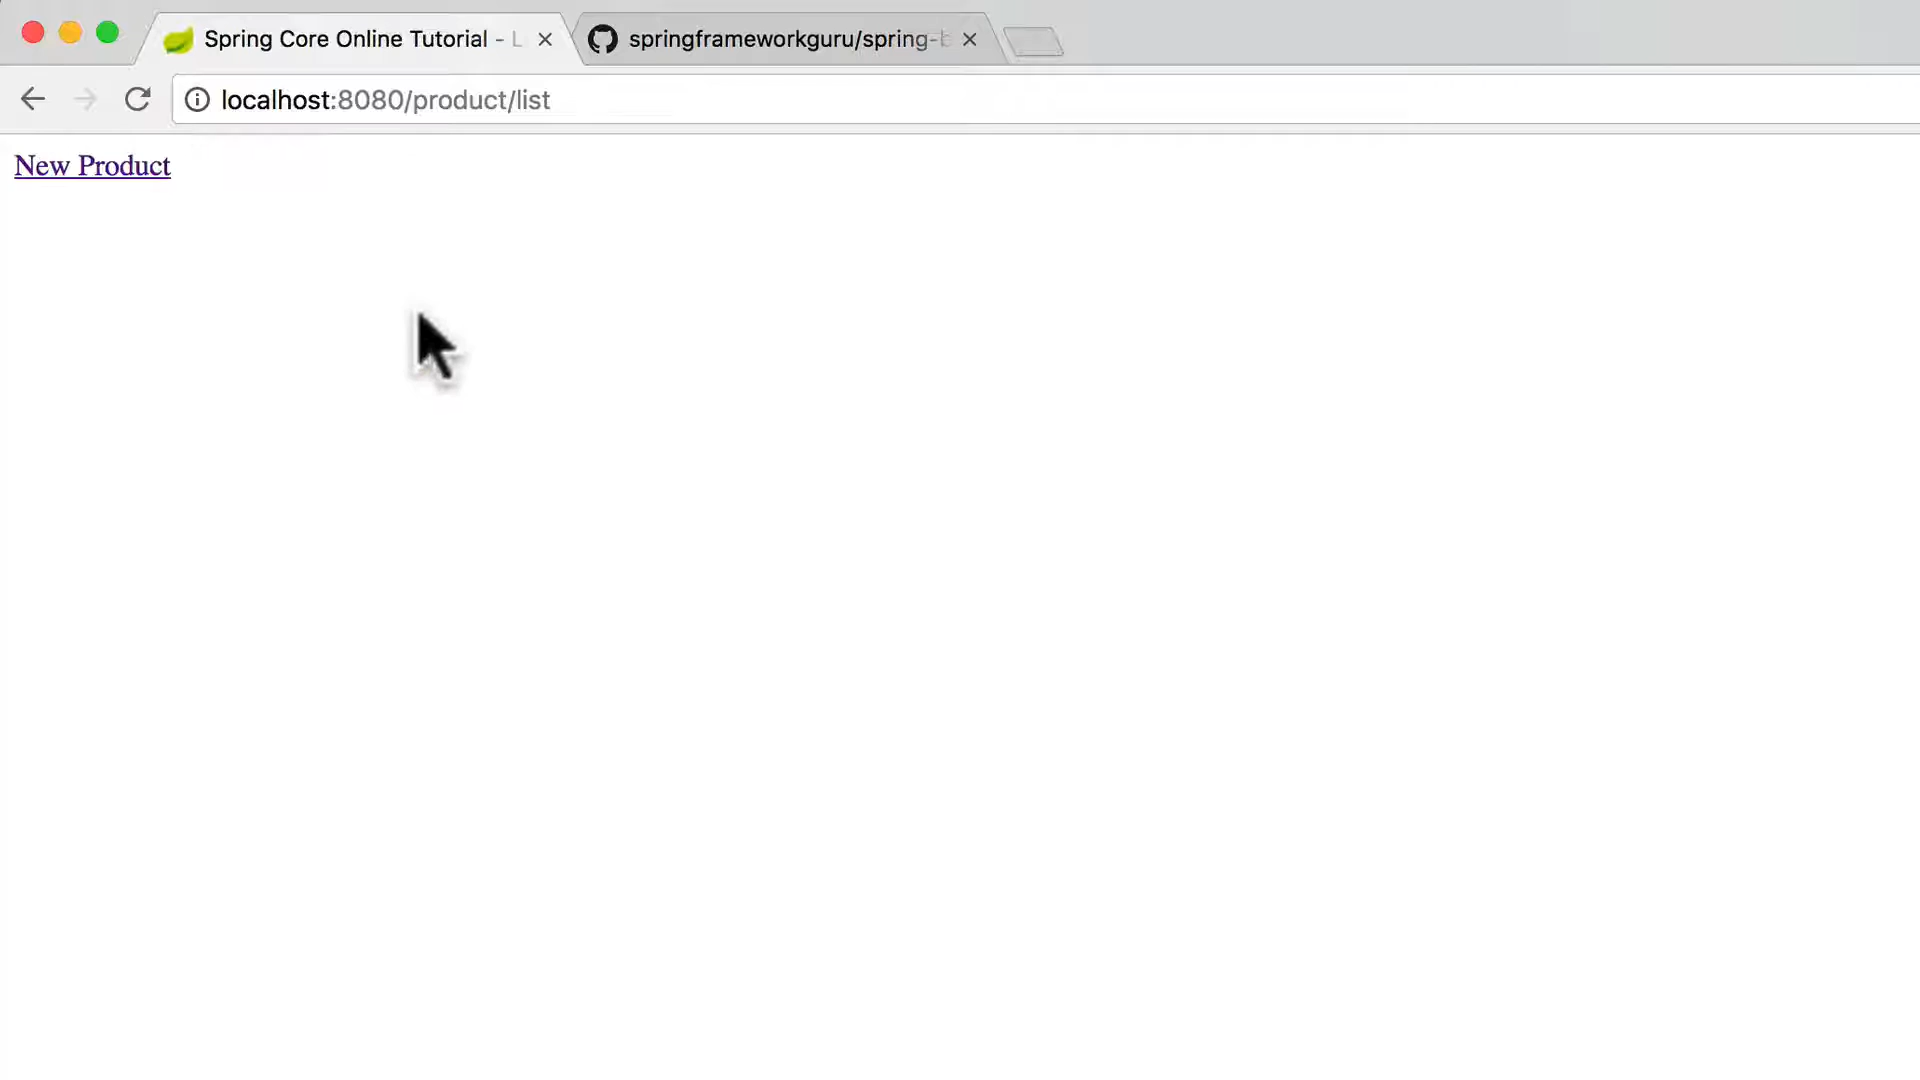 Spring Core Online Tutorial - L
springframeworkguru/spring-b
localhost:8080/product/list
New Product